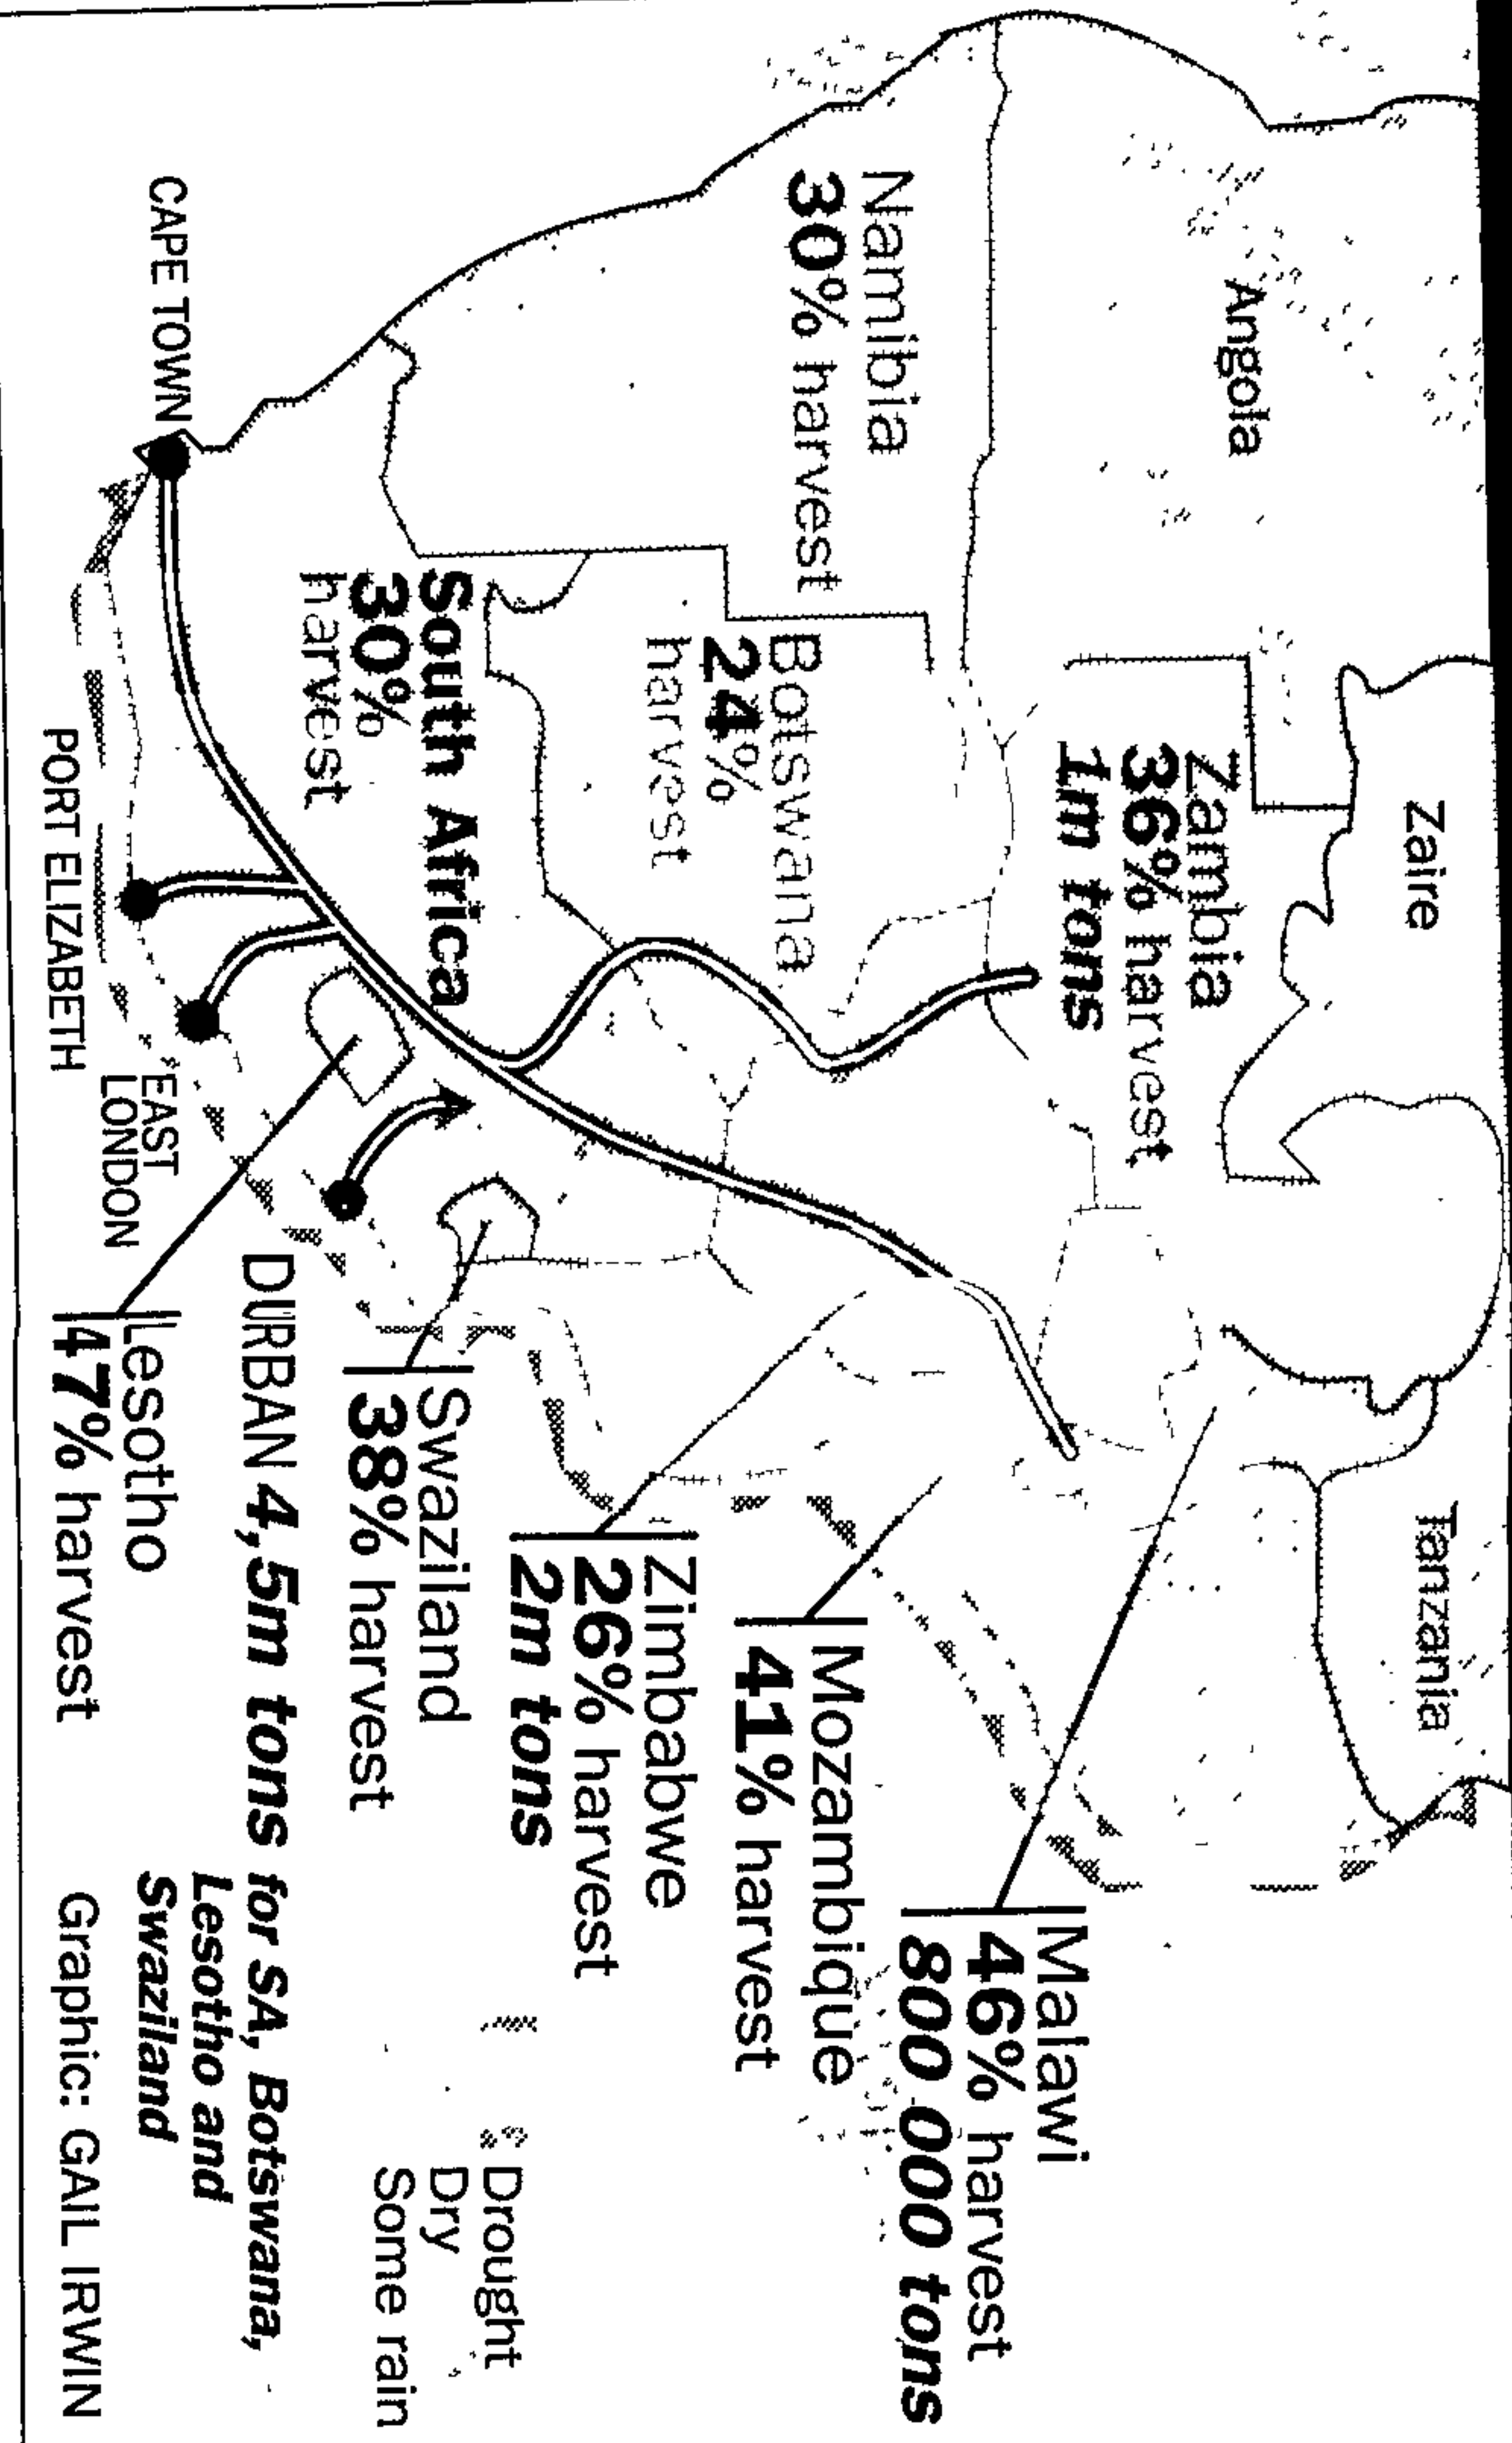 Angola
Zaire
Tanzania
Namibia
30% harvest
Zambia
36% harvest
1m tons
Botswana
24%
harvest
South Africa
30%
harvest
CAPE TOWN
PORT ELIZABETH
EAST
LONDON
Malawi
46% harvest
800 000 tons
Mozambique
41% harvest
Zimbabwe
26% harvest
2m tons
Swaziland
38% harvest
DURBAN 4,5m tons for SA, Botswana,
Lesotho and
Swaziland
Lesotho
47% harvest
Drought
Dry
Some rain
Graphic: GAIL IRWIN